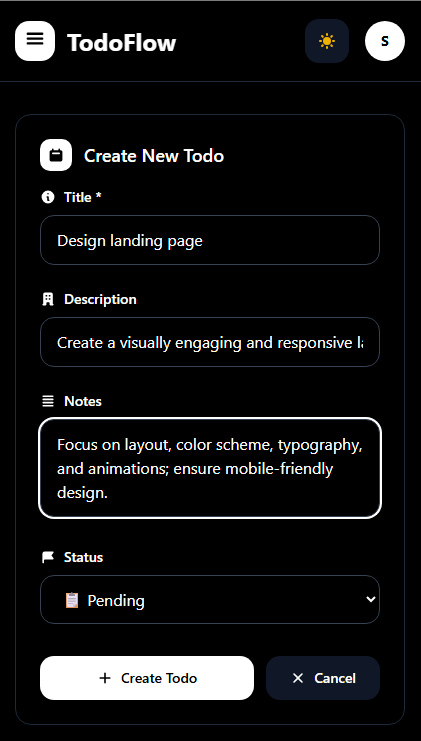 TodoFlow
S
Create New Todo
Title *
Design landing page
Description
Create a visually engaging and responsive
Notes
Focus on layout, color scheme, typography,
and animations; ensure mobile-friendly
design.
Status
Pending
Create Todo
Cancel